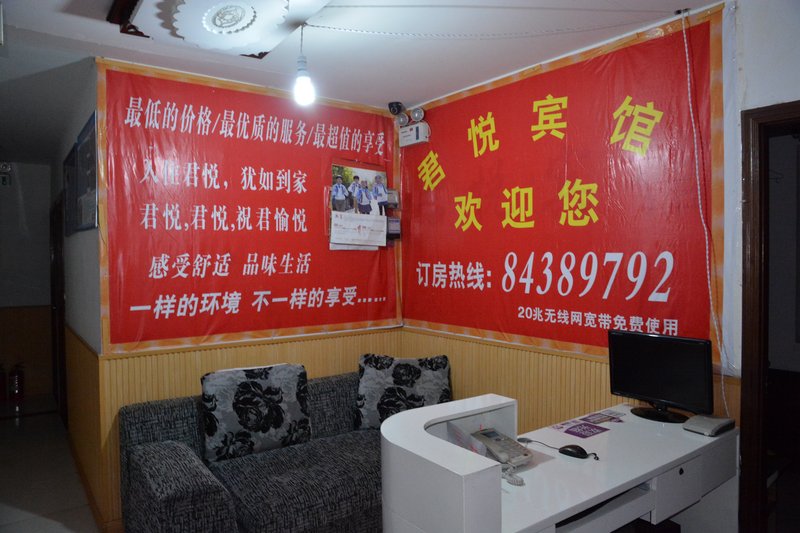 最低的价格/最优质的服务/最超值的享受
入住君悦，犹如到家
君悦,君悦,祝君愉悦
感受舒适 品味生活
一样的环境 不一样的享受......
君悦宾馆
欢迎您
订房热线: 84389792
20兆无线网宽带免费使用